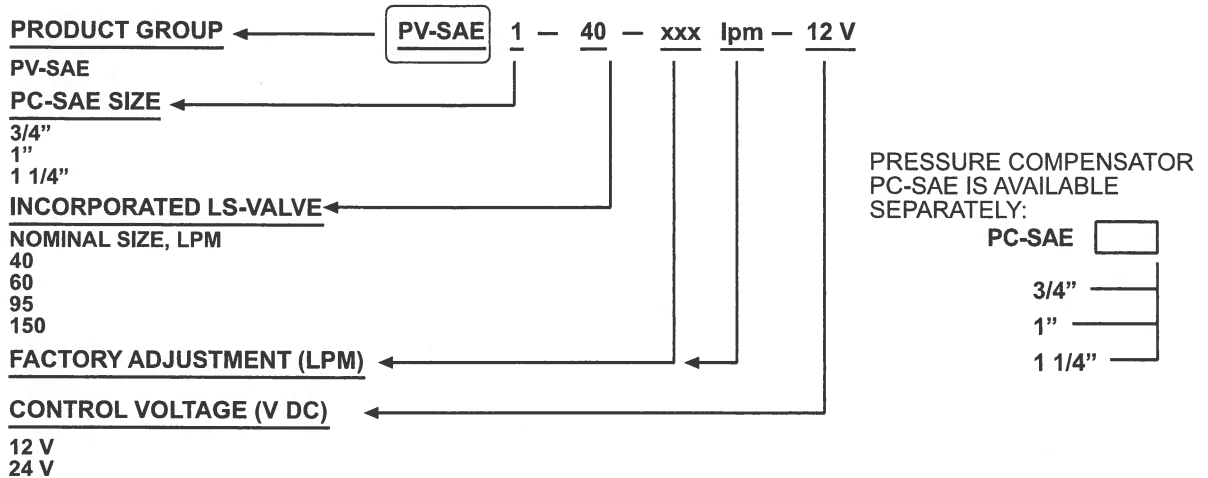 PRODUCT GROUP PV-SAE 1 – 40 – xxx lpm – 12 V
PV-SAE
PC-SAE SIZE
3/4”
1”
1 1/4”
INCORPORATED LS-VALVE
NOMINAL SIZE, LPM
40
60
95
150
FACTORY ADJUSTMENT (LPM)
CONTROL VOLTAGE (V DC)
12 V
24 V
PRESSURE COMPENSATOR
PC-SAE IS AVAILABLE
SEPARATELY:
PC-SAE
3/4”
1”
1 1/4”